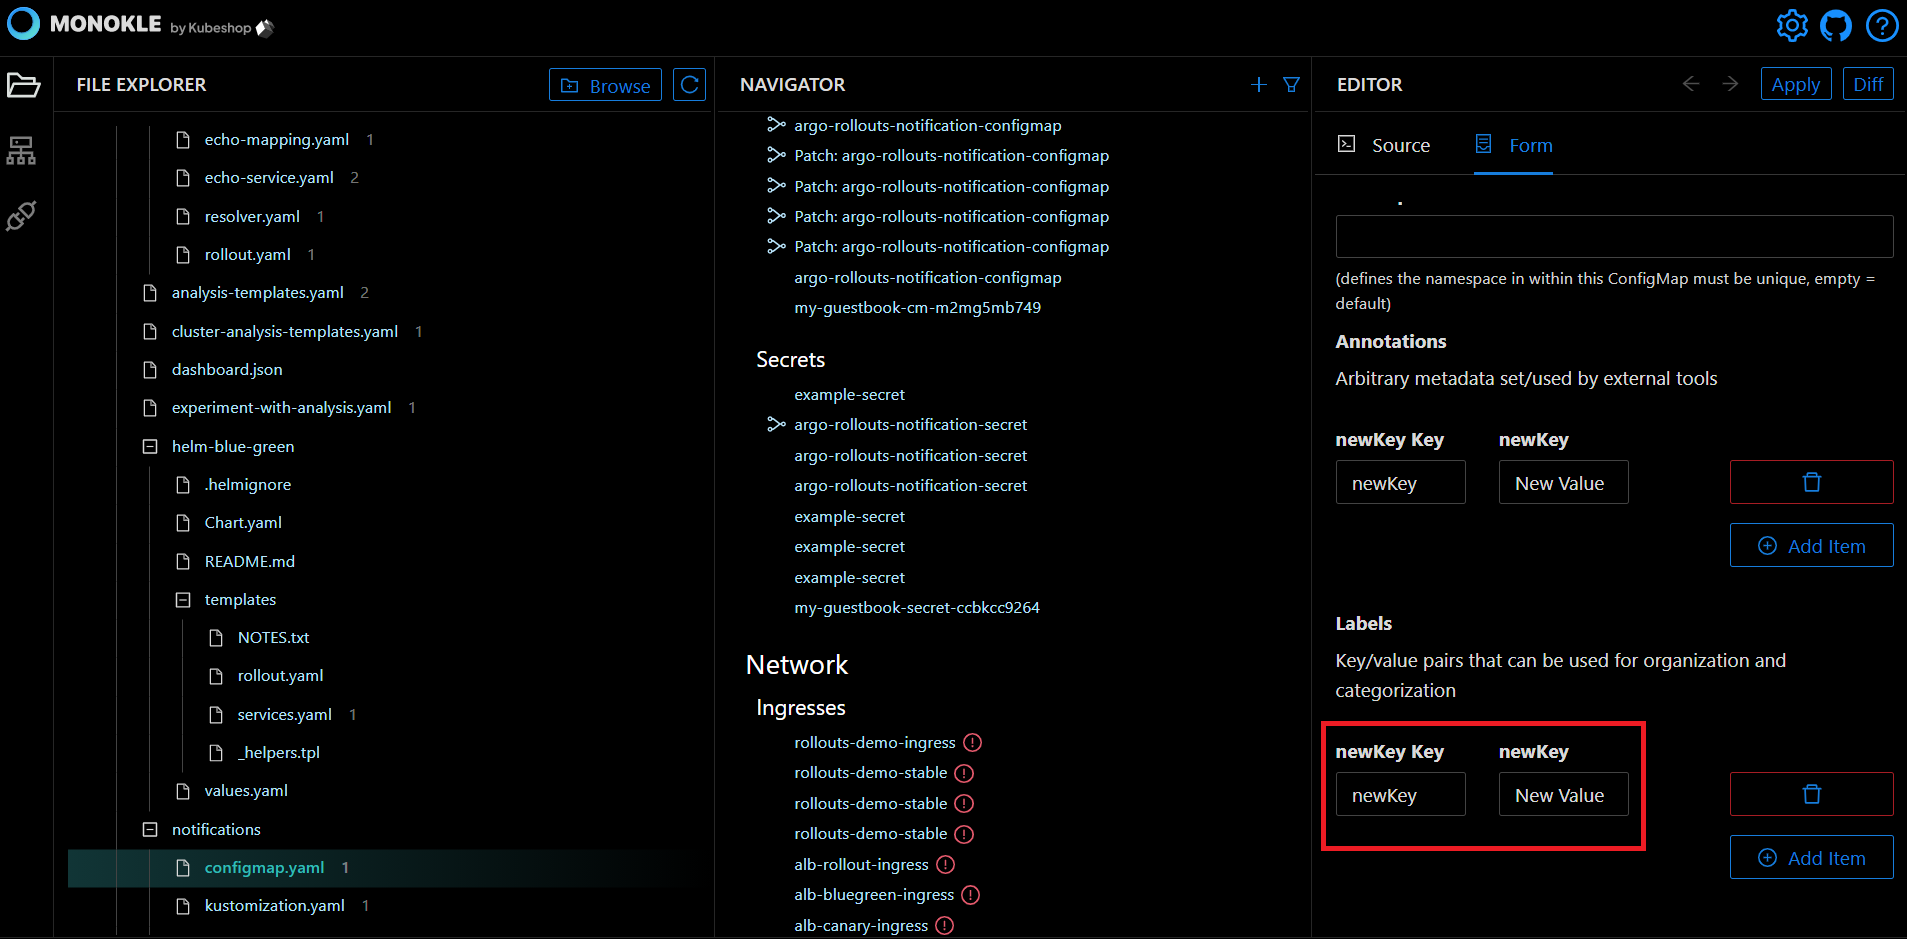 MONOKLE by Kubeshop
FILE EXPLORER
Browse
echo-mapping.yaml 1
echo-service.yaml 2
resolver.yaml 1
rollout.yaml 1
analysis-templates.yaml 2
cluster-analysis-templates.yaml 1
dashboard.json
experiment-with-analysis.yaml 1
helm-blue-green
.helmignore
Chart.yaml
README.md
templates
NOTES.txt
rollout.yaml
services.yaml 1
_helpers.tpl
values.yaml
notifications
configmap.yaml 1
kustomization.yaml 1
NAVIGATOR
argo-rollouts-notification-configmap
Patch: argo-rollouts-notification-configmap
Patch: argo-rollouts-notification-configmap
Patch: argo-rollouts-notification-configmap
Patch: argo-rollouts-notification-configmap
argo-rollouts-notification-configmap
my-guestbook-cm-m2mg5mb749
Secrets
example-secret
argo-rollouts-notification-secret
argo-rollouts-notification-secret
argo-rollouts-notification-secret
example-secret
example-secret
example-secret
my-guestbook-secret-ccbkcc9264
Network
Ingresses
rollouts-demo-ingress
rollouts-demo-stable
rollouts-demo-stable
rollouts-demo-stable
alb-rollout-ingress
alb-bluegreen-ingress
alb-canary-ingress
EDITOR
Apply
Diff
Source
Form
(defines the namespace in within this ConfigMap must be unique, empty =
default)
Annotations
Arbitrary metadata set/used by external tools
newKey Key newKey
newKey New Value
Add Item
Labels
Key/value pairs that can be used for organization and
categorization
newKey Key newKey
newKey New Value
Add Item